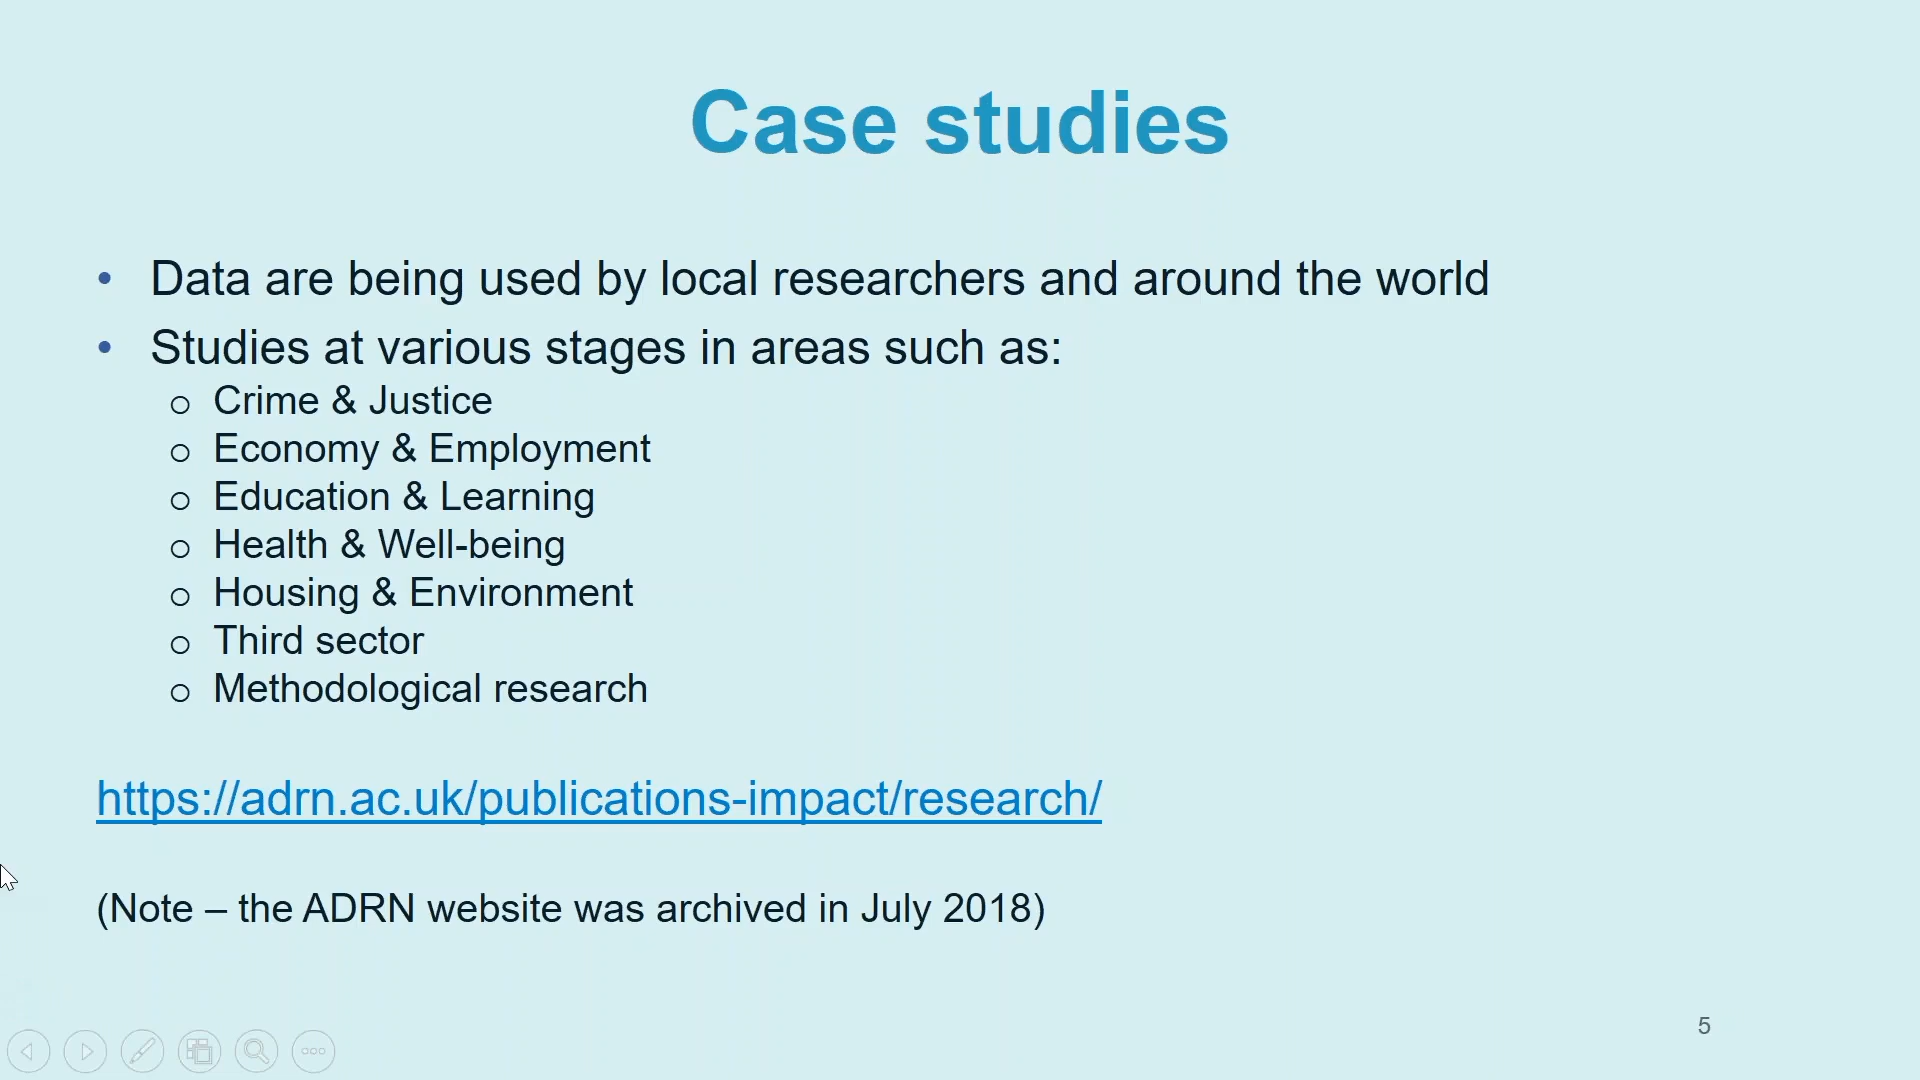 Case studies
• Data are being used by local researchers and around the world
• Studies at various stages in areas such as:
o Crime & Justice
o Economy & Employment
o Education & Learning
o Health & Well-being
o Housing & Environment
o Third sector
o Methodological research
https://adrn.ac.uk/publications-impact/research/
(Note – the ADRN website was archived in July 2018)
5